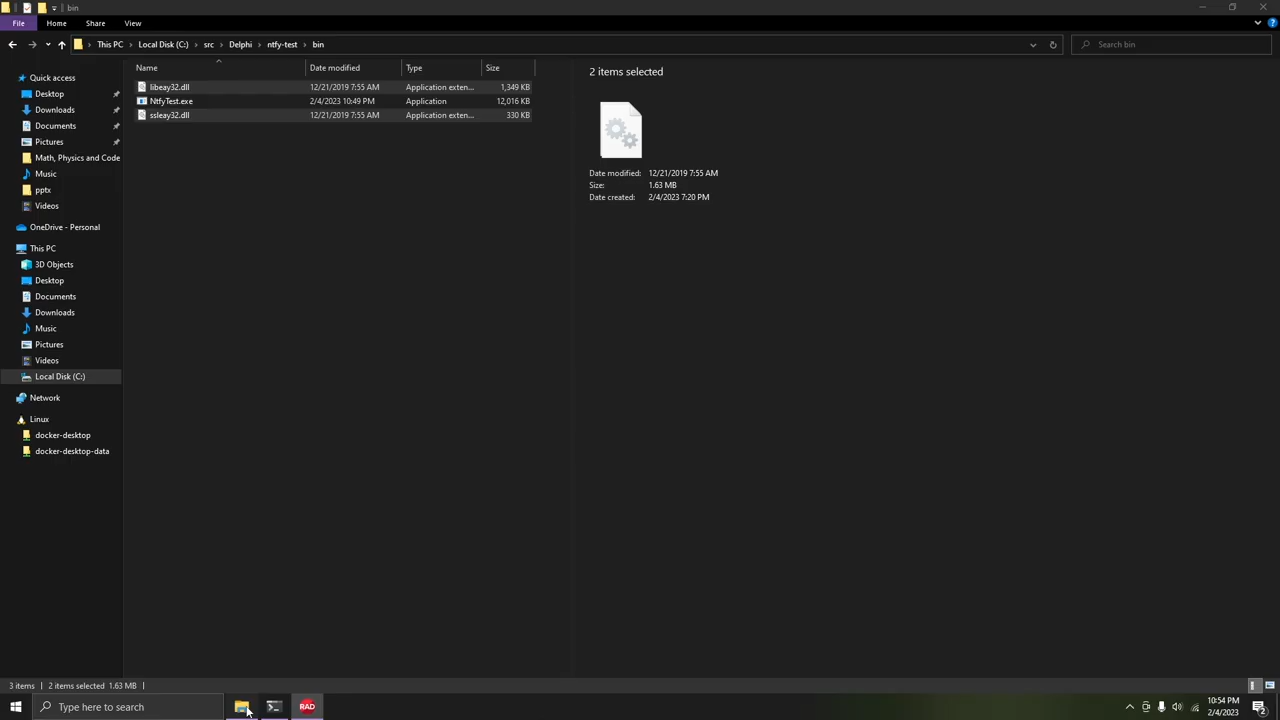 bin
File Home Share View
This PC Local Disk (C:) src Delphi ntfy-test bin Search bin
Name Date modified Type Size
libeay32.dll 12/21/2019 7:55 AM Application exten... 1,349 KB
NtfyTest.exe 2/4/2023 10:49 PM Application 12,016 KB
ssleay32.dll 12/21/2019 7:55 AM Application exten... 330 KB
2 items selected
Date modified: 12/21/2019 7:55 AM
Size: 1.63 MB
Date created: 2/4/2023 7:20 PM
Quick access
Desktop
Downloads
Documents
Pictures
Math, Physics and Code
Music
pptx
Videos
OneDrive - Personal
This PC
3D Objects
Desktop
Documents
Downloads
Music
Pictures
Videos
Local Disk (C:)
Network
Linux
docker-desktop
docker-desktop-data
3 items 2 items selected 1.63 MB
Type here to search
RAD
10:54 PM
2/4/2023
2